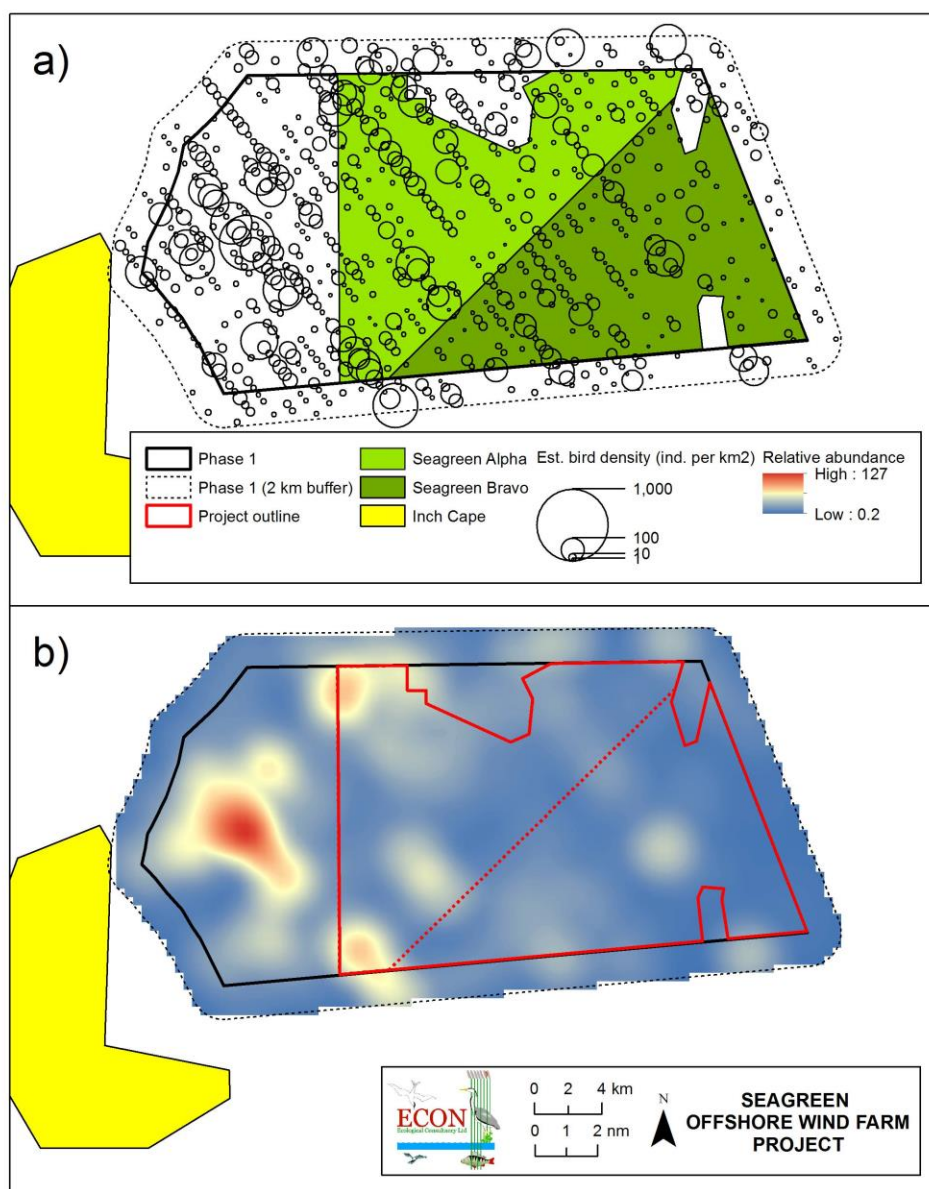 a)
Phase 1
Phase 1 (2 km buffer)
Project outline
Seagreen Alpha
Seagreen Bravo
Inch Cape
Est. bird density (ind. per km2)
1,000
100
10
1
Relative abundance
High : 127
Low : 0.2
b)
ECON
Ecological Consultancy Ltd
0 2 4 km
0 1 2 nm
N
SEAGREEN
OFFSHORE WIND FARM
PROJECT